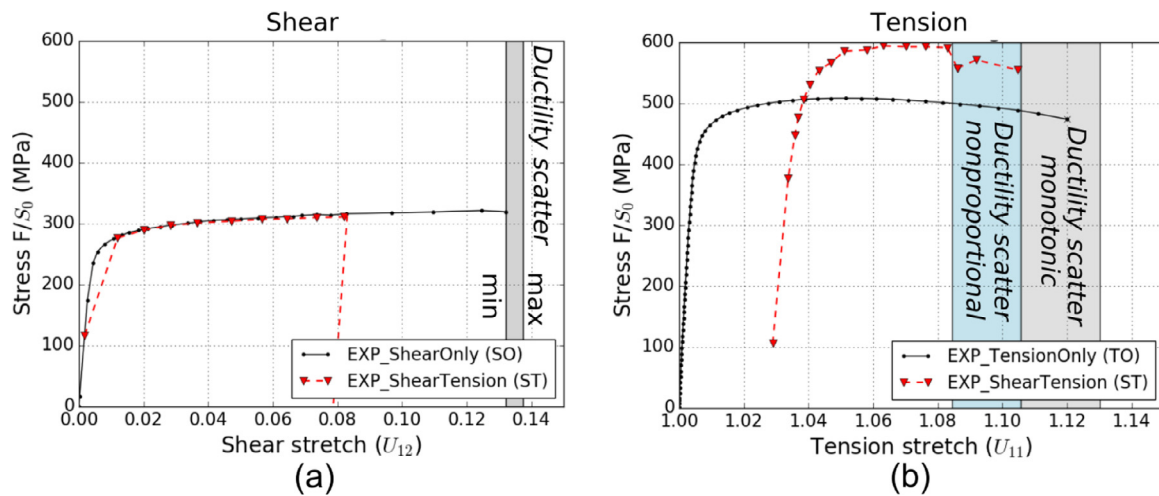 Shear
600
500
400
300
200
100
0
Stress F/S₀ (MPa)
0.00 0.02 0.04 0.06 0.08 0.10 0.12 0.14
Shear stretch (U₁₂)
Ductility scatter
min max
EXP_ShearOnly (SO)
EXP_ShearTension (ST)
(a)
Tension
600
500
400
300
200
100
0
Stress F/S₀ (MPa)
1.00 1.02 1.04 1.06 1.08 1.10 1.12 1.14
Tension stretch (U₁₁)
Ductility scatter
nonproportional
Ductility scatter
monotonic
EXP_TensionOnly (TO)
EXP_ShearTension (ST)
(b)